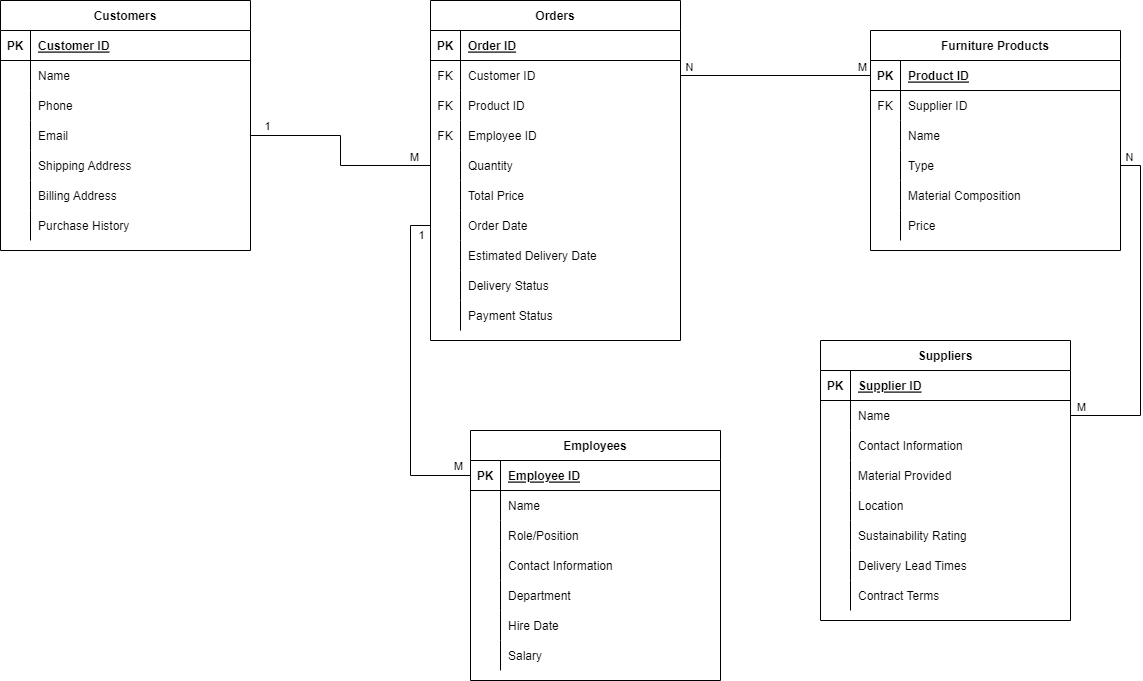 Customers
PK Customer ID
Name
Phone
Email
Shipping Address
Billing Address
Purchase History
1
M
Orders
PK Order ID
FK Customer ID
FK Product ID
FK Employee ID
Quantity
Total Price
Order Date
Estimated Delivery Date
Delivery Status
Payment Status
N
M
Furniture Products
PK Product ID
FK Supplier ID
Name
Type
Material Composition
Price
N
M
Suppliers
PK Supplier ID
Name
Contact Information
Material Provided
Location
Sustainability Rating
Delivery Lead Times
Contract Terms
1
M
Employees
PK Employee ID
Name
Role/Position
Contact Information
Department
Hire Date
Salary